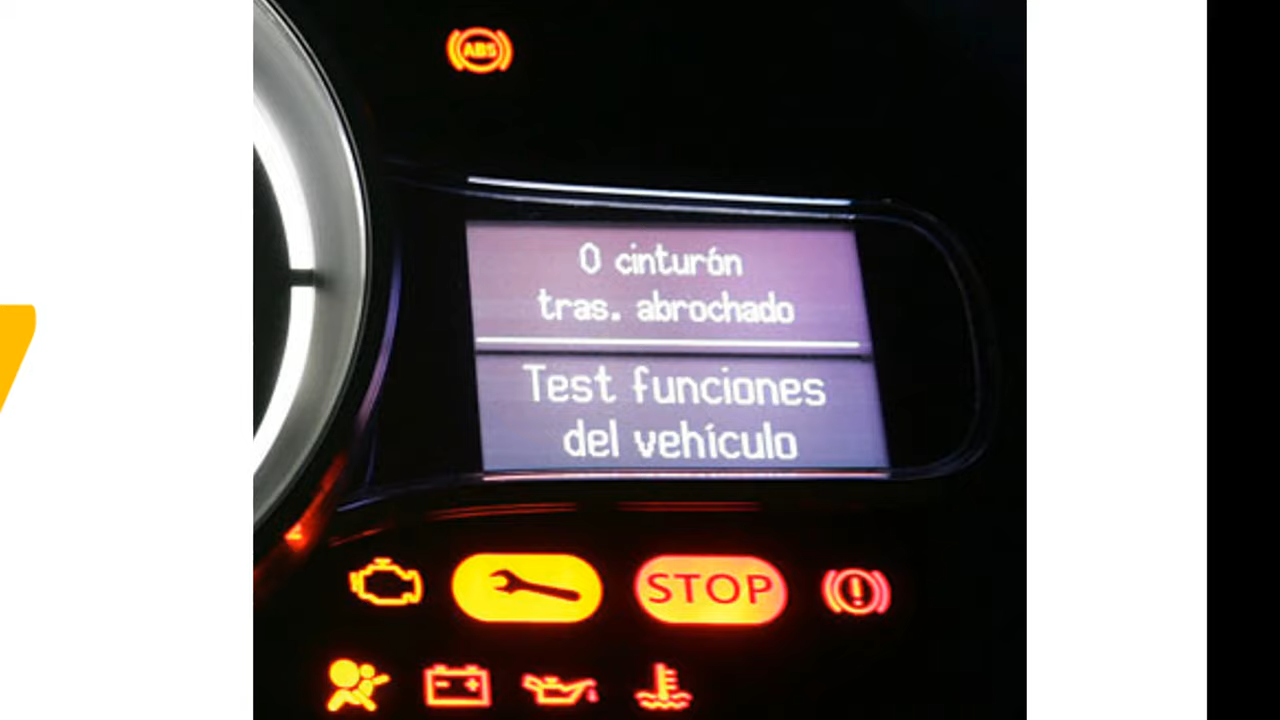 ABS
0 cinturón
tras. abrochado
Test funciones
del vehículo
STOP